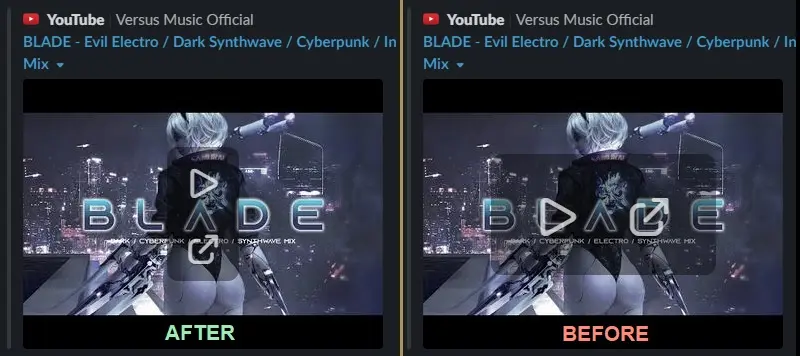 YouTube Versus Music Official
BLADE - Evil Electro / Dark Synthwave / Cyberpunk / In
Mix
BLADE
DARK / CYBERPUNK / ELECTRO / SYNTHWAVE MIX
AFTER
YouTube Versus Music Official
BLADE - Evil Electro / Dark Synthwave / Cyberpunk / In
Mix
BLADE
DARK / CYBERPUNK / ELECTRO / SYNTHWAVE MIX
BEFORE